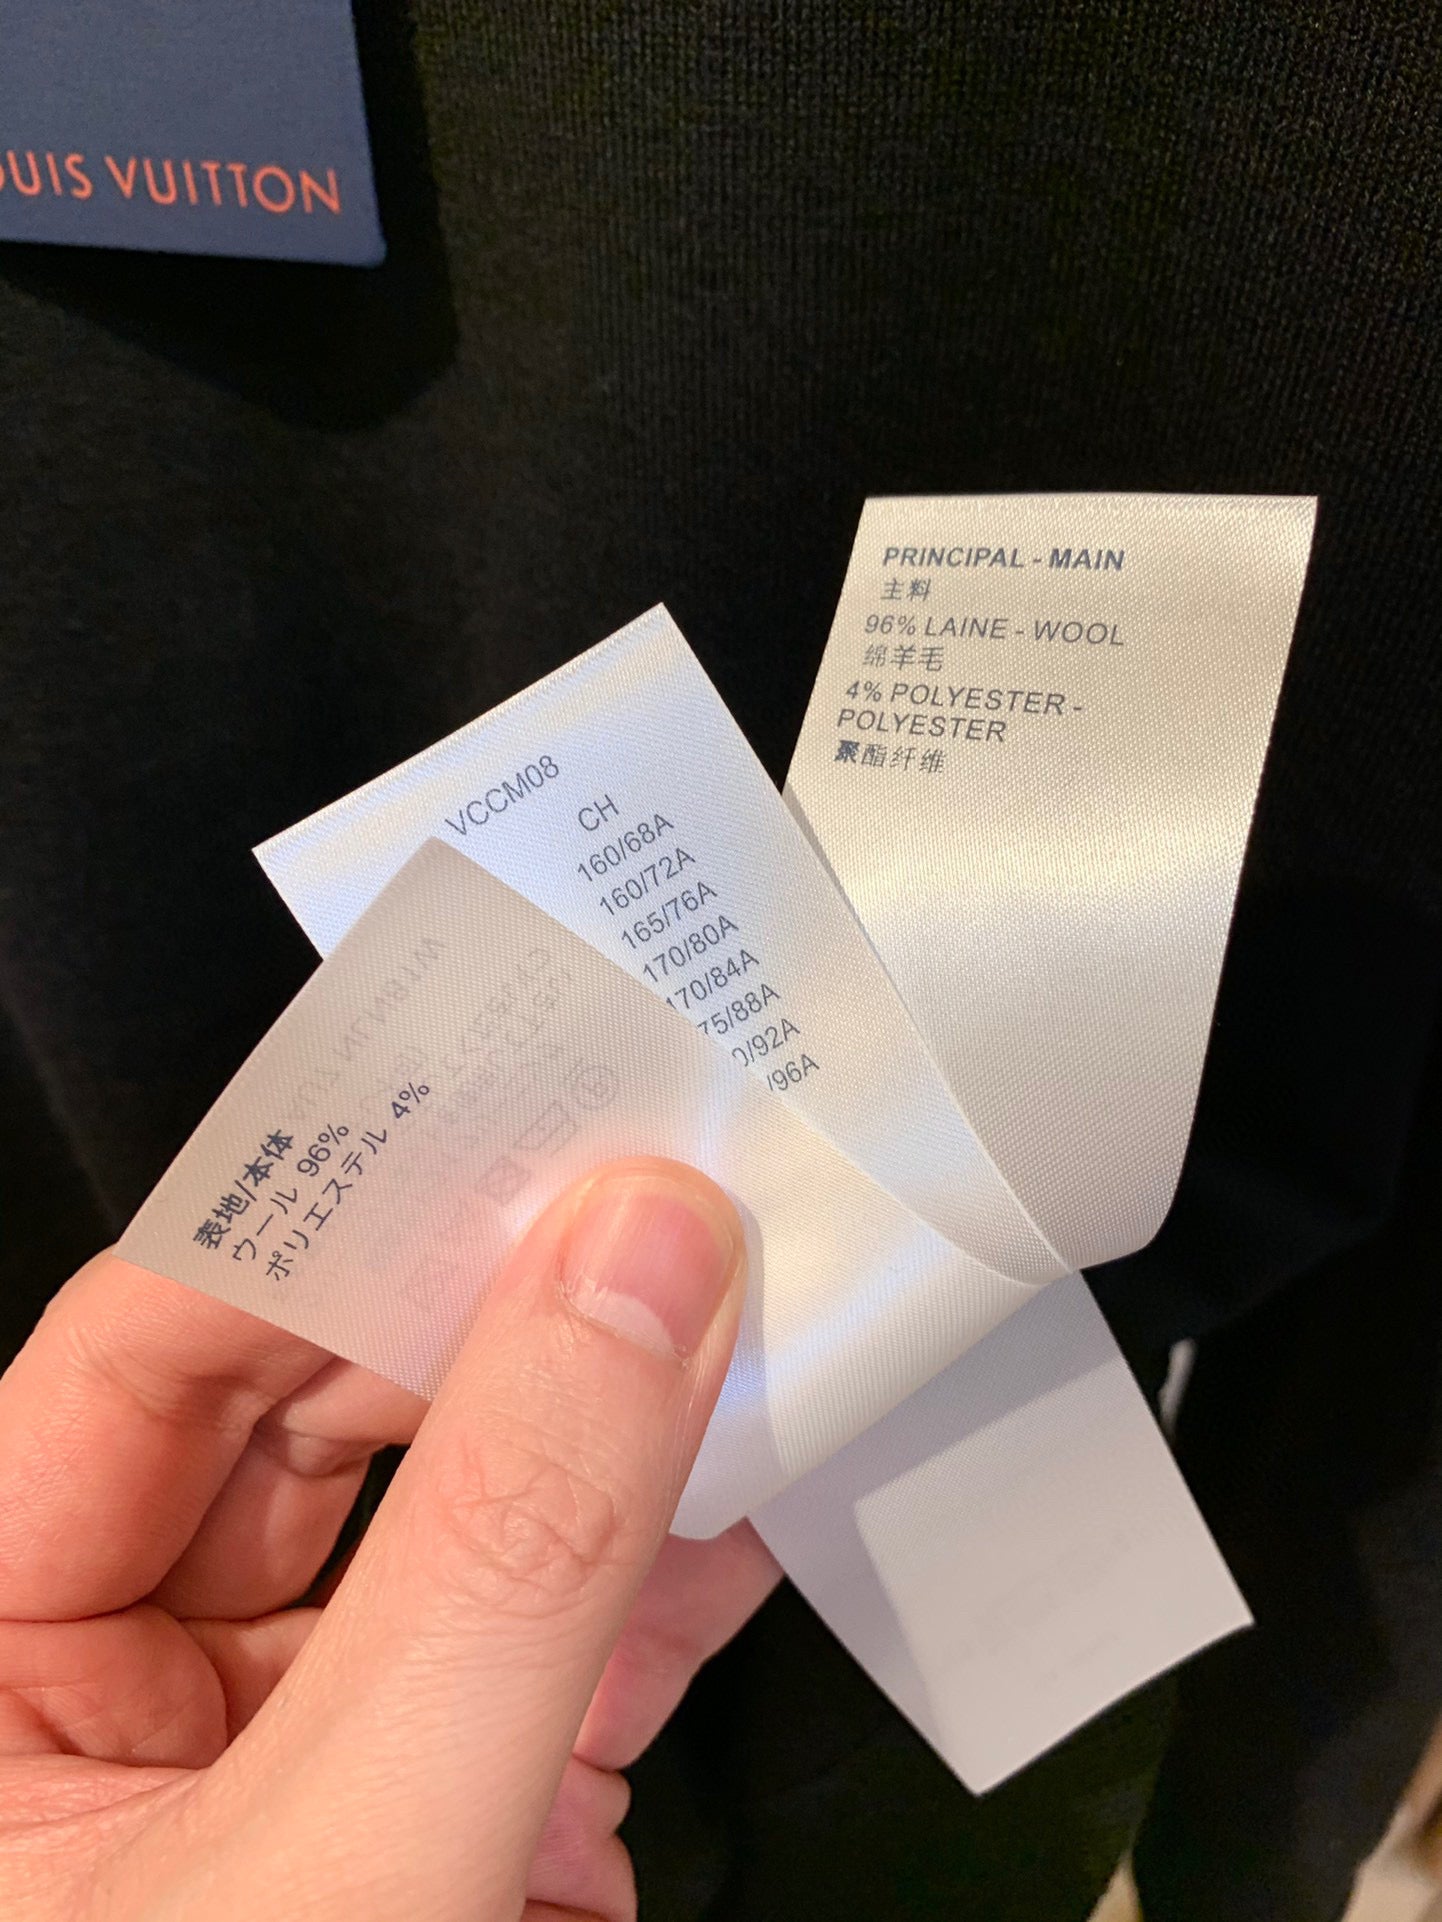 OUIS VUITTON
PRINCIPAL - MAIN
主料
96% LAINE - WOOL
绵羊毛
4% POLYESTER -
POLYESTER
聚酯纤维
VCCM08
CH
160/68A
160/72A
165/76A
170/80A
170/84A
75/88A
0/92A
/96A
表地/本体
ウール 96%
ポリエステル 4%